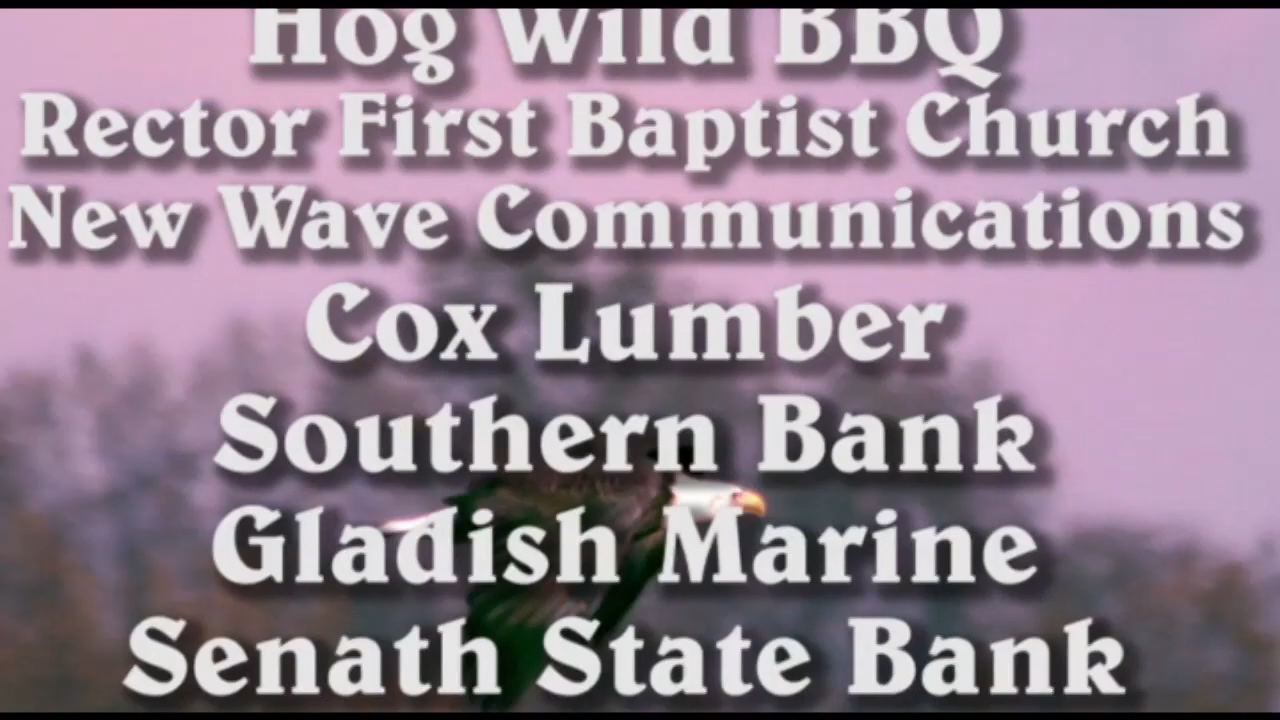 Hog Wild BBQ
Rector First Baptist Church
New Wave Communications
Cox Lumber
Southern Bank
Gladish Marine
Senath State Bank